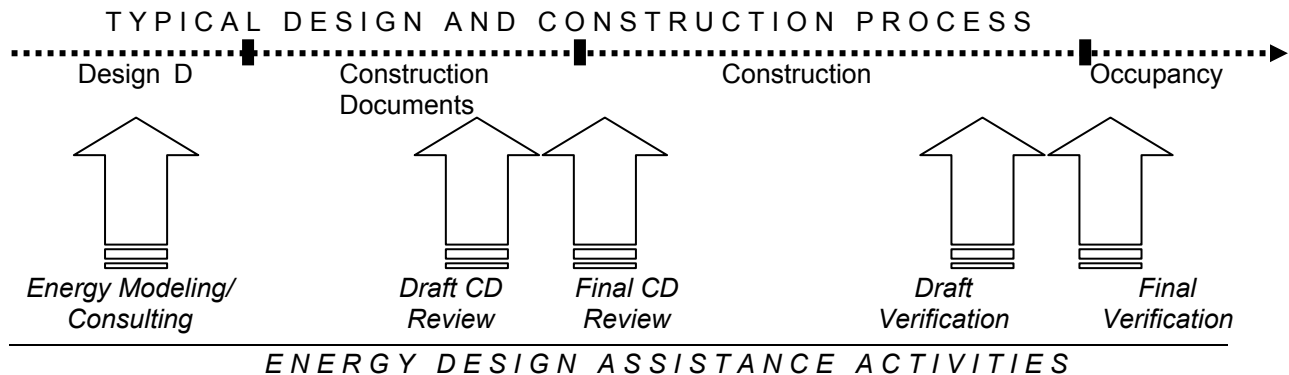 TYPICAL DESIGN AND CONSTRUCTION PROCESS
Design D
Construction
Documents
Construction
Occupancy
Energy Modeling/
Consulting
Draft CD
Review
Final CD
Review
Draft
Verification
Final
Verification
ENERGY DESIGN ASSISTANCE ACTIVITIES